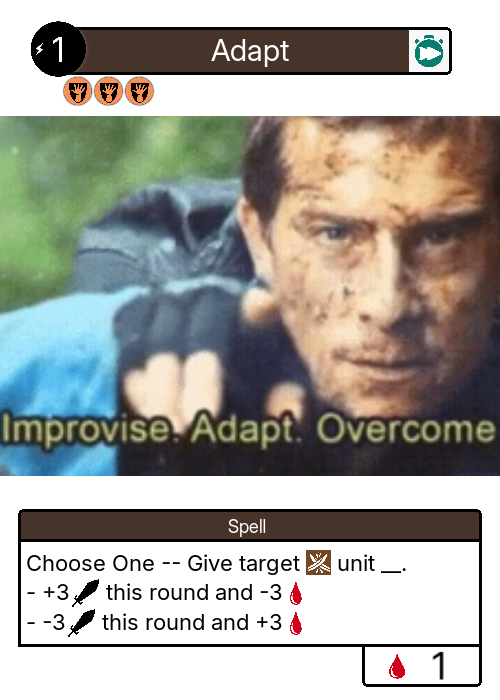 1
Adapt
Improvise. Adapt. Overcome
Spell
Choose One -- Give target unit __.
- +3 this round and -3
- -3 this round and +3
1